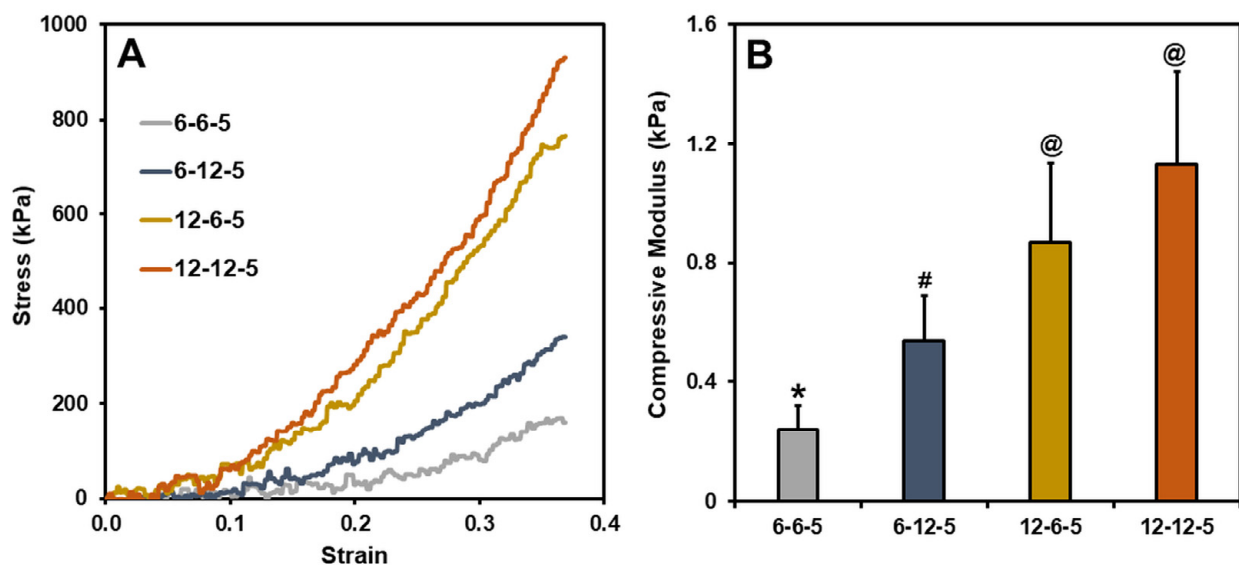 A
1000
800
600
400
200
0
Stress (kPa)
6-6-5
6-12-5
12-6-5
12-12-5
0.0 0.1 0.2 0.3 0.4
Strain
B
1.6
1.2
0.8
0.4
0
Compressive Modulus (kPa)
* # @ @
6-6-5 6-12-5 12-6-5 12-12-5